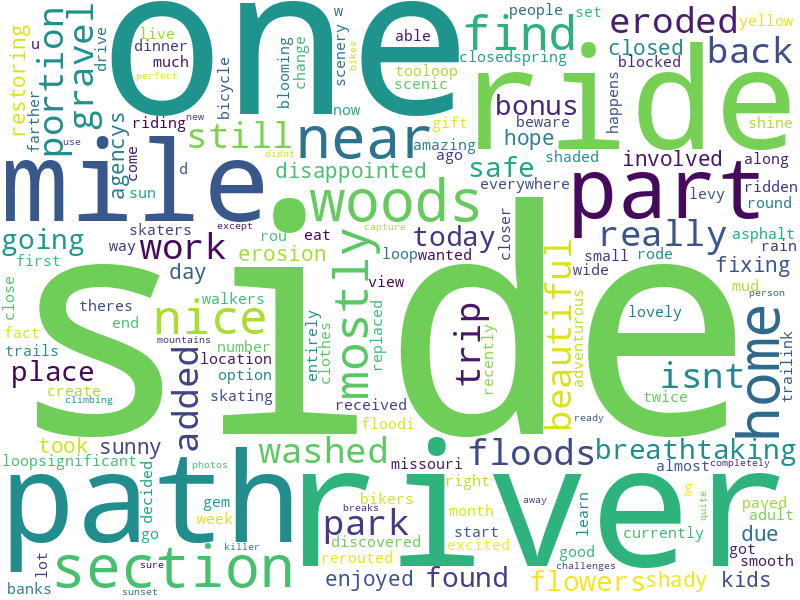 one
side
ride
river
path
mile
part
find
section
woods
near
home
nice
eroded
back
gravel
portion
restoring
farther
u
live
dinner
much
drive
able
bicycle
blooming
change
scenery
w
bikes
people
set
yellow
closedspring
tooloop
scenic
closed
blocked
happens
bonus
beware
hope
shine
perfect
riding
now
gift
agencys
still
amazing
ago
shaded
involved
along
new
use
come
d
sun
didnt
disappointed
safe
everywhere
levy
ridden
round
except
skaters
way
rou
eat
capture
today
closer
really
asphalt
rain
going
first
work
erosion
mostly
loop
wanted
small
wide
rode
fixing
day
theres
walkers
view
trip
beautiful
adventurous
mud
person
close
fact
end
number
location
replaced
recently
lovely
trails
mountains
added
option
entirely
clothes
isnt
trailink
place
create
climbing
skating
received
twice
ready
took
sunny
floodi
washed
floods
breathtaking
loopsignificant
photos
missouri
almost
completely
decided
gem
week
go
bikers
right
month
g
quite
paved
adult
breaks
park
discovered
start
excited
away
learn
good
currently
due
got
smooth
lot
killer
sure
rerouted
challenges
banks
sunset
enjoyed
found
flowers
shady
kids